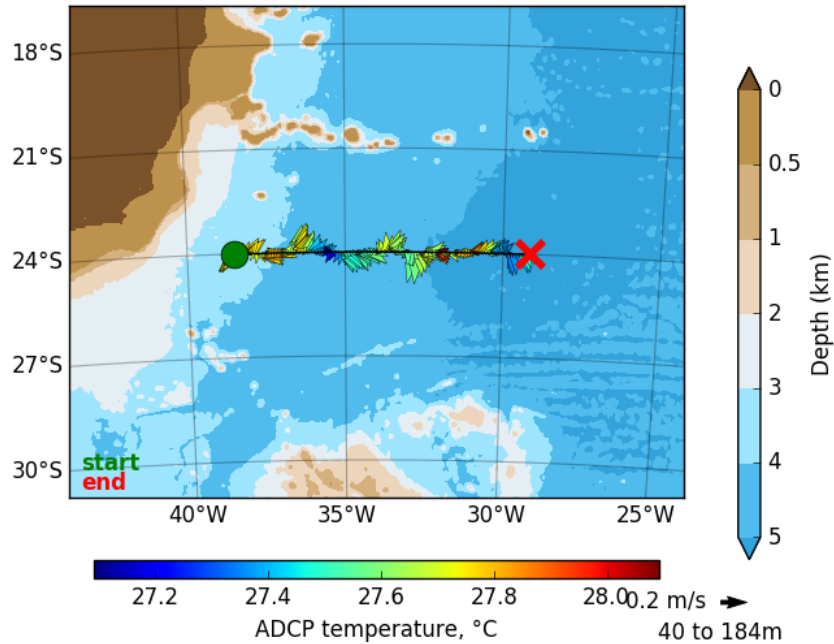 18°S
21°S
24°S
27°S
30°S
start
end
40°W 35°W 30°W 25°W
0
0.5
1
2
3
4
5
Depth (km)
27.2 27.4 27.6 27.8 28.0
ADCP temperature, °C
0.2 m/s
40 to 184m